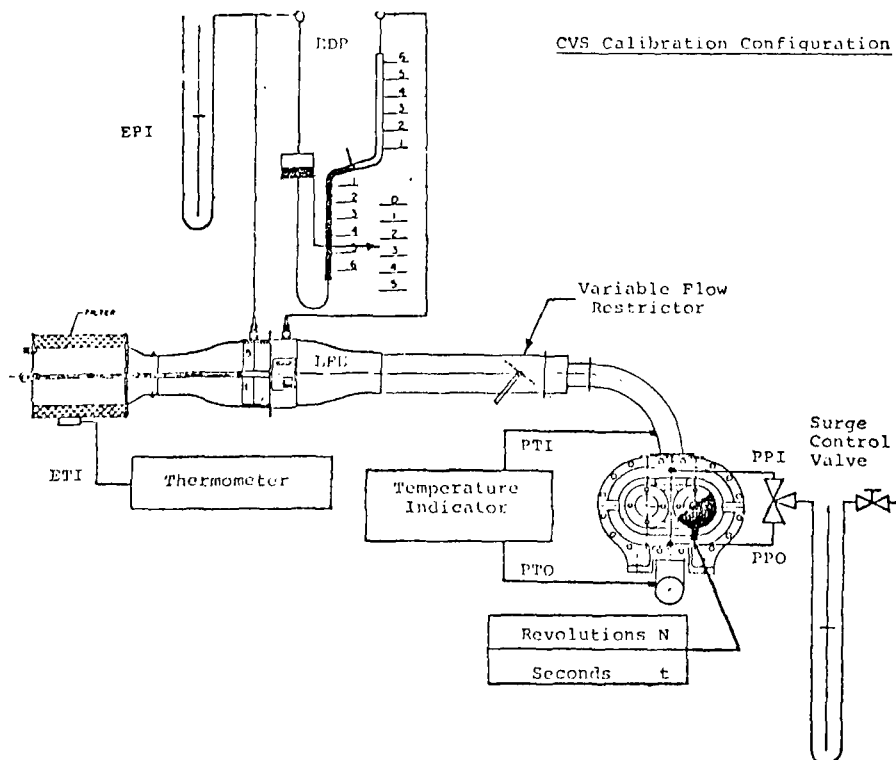 CVS Calibration Configuration
EDP
6
5
4
3
2
1
EPI
1
2
3
4
5
6
0
1
2
3
4
5
Variable Flow
Restrictor
FILTER
LFE
Surge
Control
Valve
PTI
PPI
ETI
Thermometer
Temperature
Indicator
PTO
PPO
Revolutions N
Seconds t